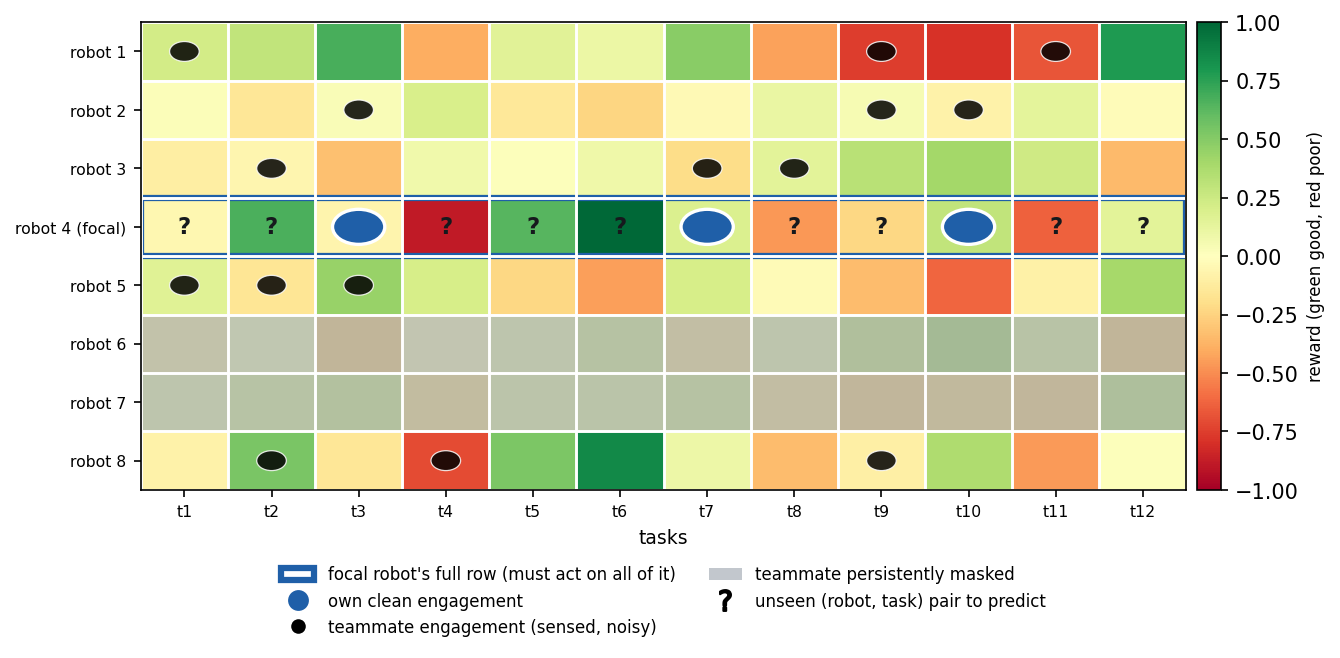 robot 1
robot 2
robot 3
robot 4 (focal)
? ? ? ? ? ? ? ? ?
robot 5
robot 6
robot 7
robot 8
t1 t2 t3 t4 t5 t6 t7 t8 t9 t10 t11 t12
tasks
1.00
0.75
0.50
0.25
0.00
−0.25
−0.50
−0.75
−1.00
reward (green good, red poor)
focal robot's full row (must act on all of it)
own clean engagement
teammate engagement (sensed, noisy)
teammate persistently masked
? unseen (robot, task) pair to predict